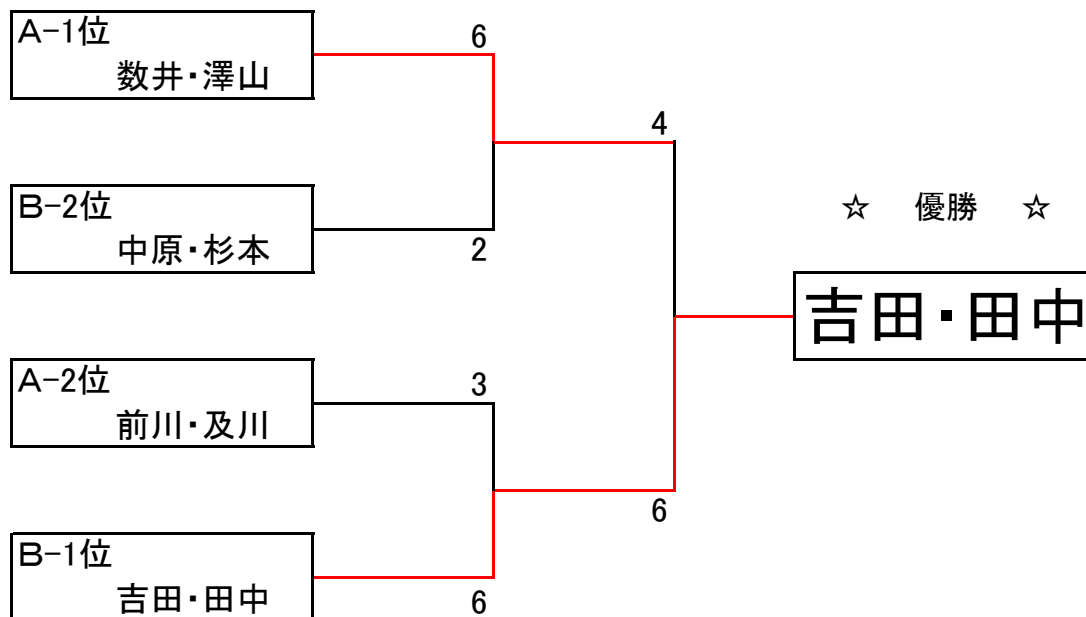 A-1位
数井・澤山
6
4
B-2位
中原・杉本
2
☆ 優勝 ☆
吉田・田中
A-2位
前川・及川
3
6
B-1位
吉田・田中
6